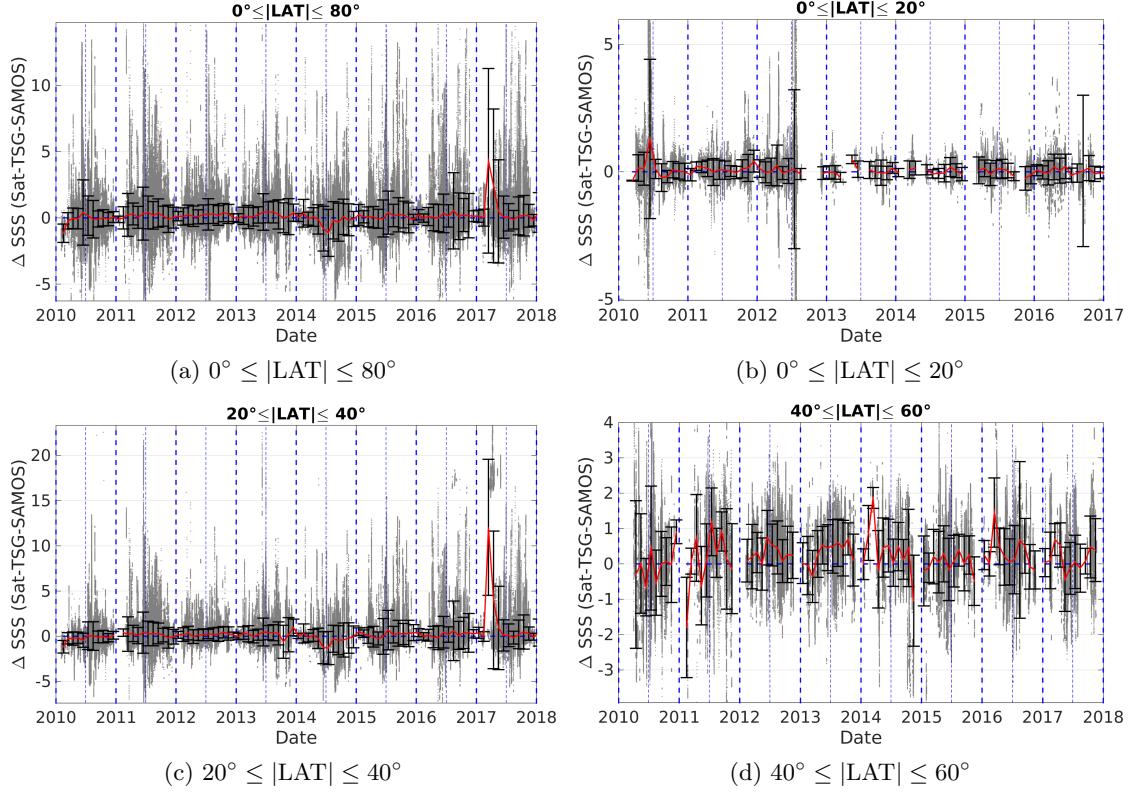 0°≤|LAT|≤ 80°
Δ SSS (Sat-TSG-SAMOS)
10
5
0
-5
2010 2011 2012 2013 2014 2015 2016 2017 2018
Date
(a) 0° ≤ |LAT| ≤ 80°
0°≤|LAT|≤ 20°
Δ SSS (Sat-TSG-SAMOS)
5
0
-5
2010 2011 2012 2013 2014 2015 2016 2017
Date
(b) 0° ≤ |LAT| ≤ 20°
20°≤|LAT|≤ 40°
Δ SSS (Sat-TSG-SAMOS)
20
15
10
5
0
-5
2010 2011 2012 2013 2014 2015 2016 2017 2018
Date
(c) 20° ≤ |LAT| ≤ 40°
40°≤|LAT|≤ 60°
Δ SSS (Sat-TSG-SAMOS)
4
3
2
1
0
-1
-2
-3
2010 2011 2012 2013 2014 2015 2016 2017 2018
Date
(d) 40° ≤ |LAT| ≤ 60°